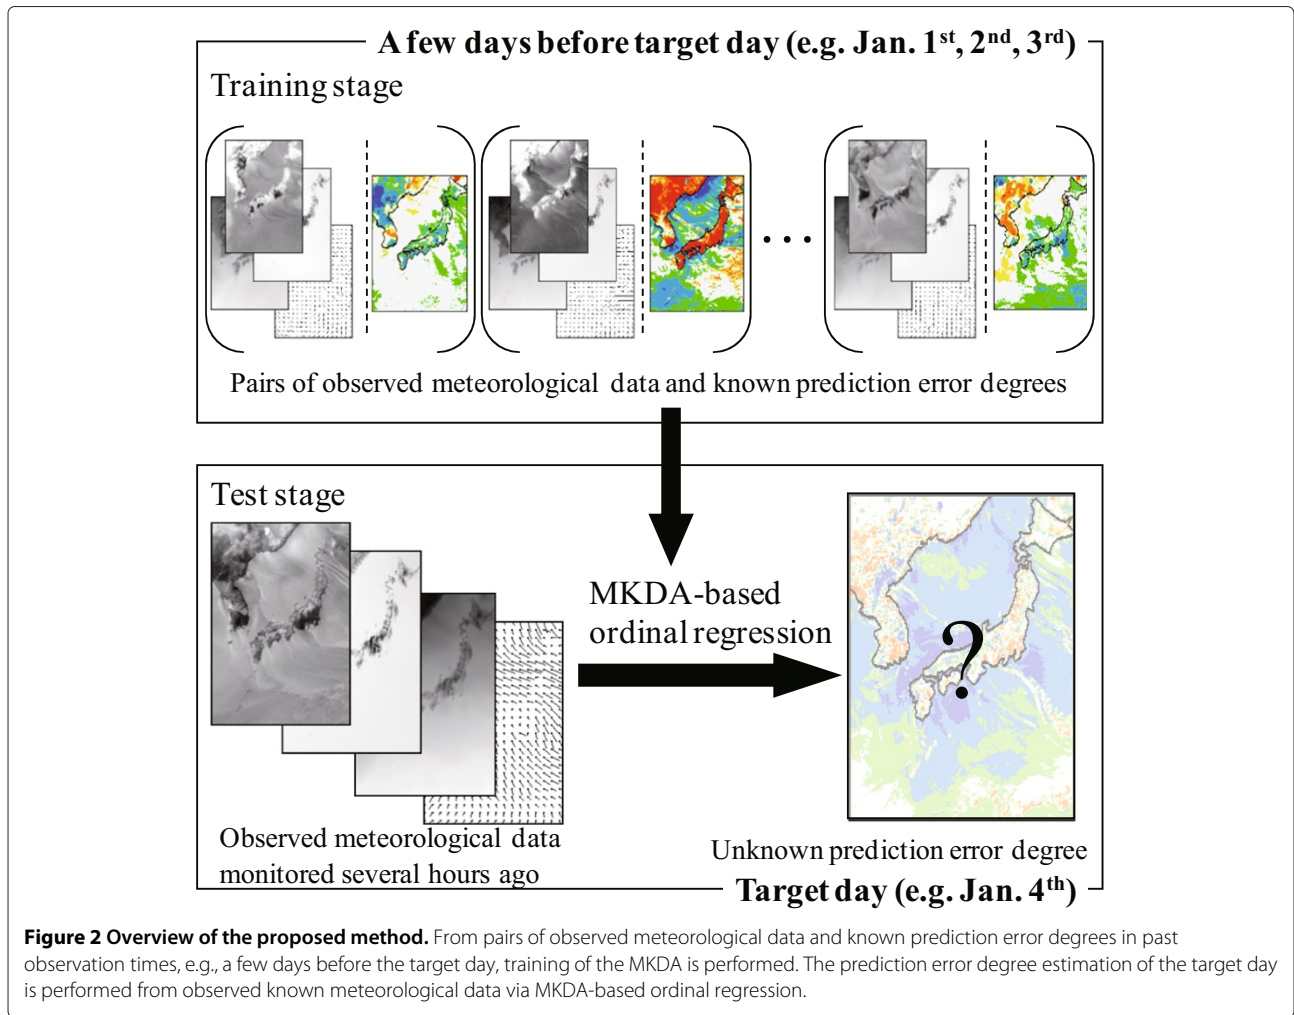 A few days before target day (e.g. Jan. 1st, 2nd, 3rd)
Training stage
...
Pairs of observed meteorological data and known prediction error degrees
Test stage
MKDA-based
ordinal regression
?
Observed meteorological data
monitored several hours ago
Unknown prediction error degree
Target day (e.g. Jan. 4th)
Figure 2 Overview of the proposed method. From pairs of observed meteorological data and known prediction error degrees in past
observation times, e.g., a few days before the target day, training of the MKDA is performed. The prediction error degree estimation of the target day
is performed from observed known meteorological data via MKDA-based ordinal regression.